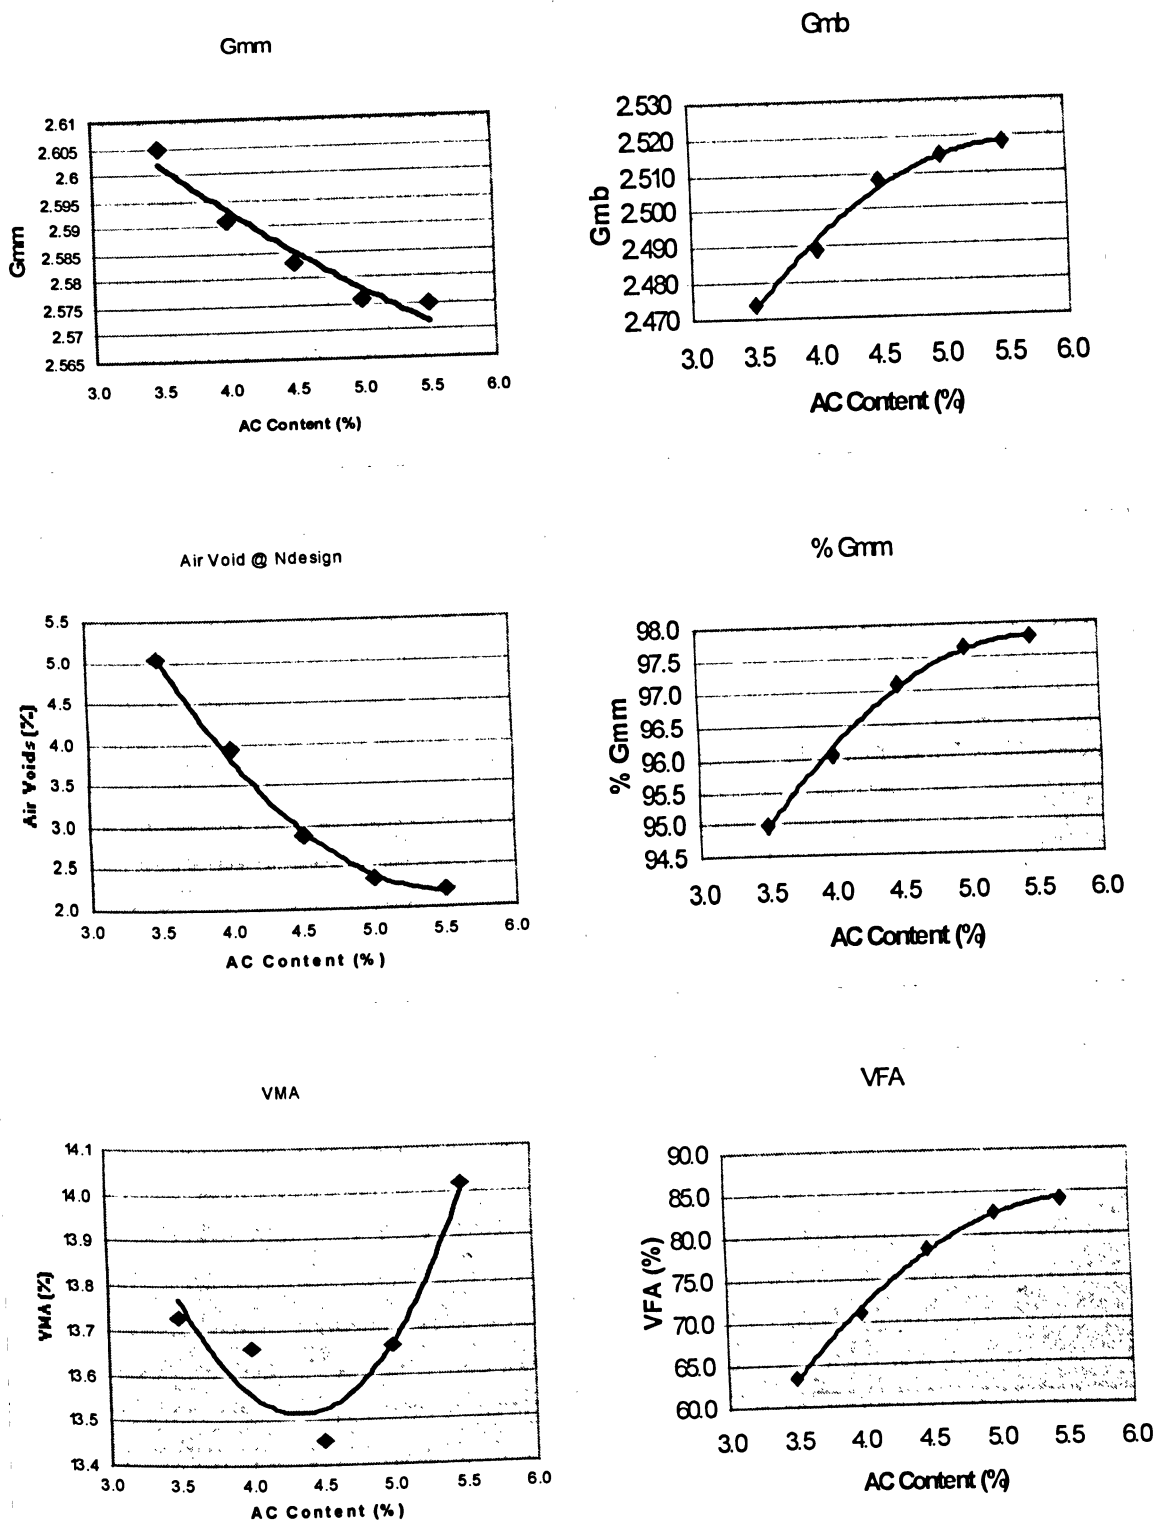 Gmm
2.61
2.605
2.6
2.595
2.59
2.585
2.58
2.575
2.57
2.565
Gmm
3.0 3.5 4.0 4.5 5.0 5.5 6.0
AC Content (%)
Gmb
2.530
2.520
2.510
2.500
2.490
2.480
2.470
Gmb
3.0 3.5 4.0 4.5 5.0 5.5 6.0
AC Content (%)
Air Void @ Ndesign
5.5
5.0
4.5
4.0
3.5
3.0
2.5
2.0
Air Voids (%)
3.0 3.5 4.0 4.5 5.0 5.5 6.0
AC Content (%)
% Gmm
98.0
97.5
97.0
96.5
96.0
95.5
95.0
94.5
% Gmm
3.0 3.5 4.0 4.5 5.0 5.5 6.0
AC Content (%)
VMA
14.1
14.0
13.9
13.8
13.7
13.6
13.5
13.4
VMA (%)
3.0 3.5 4.0 4.5 5.0 5.5 6.0
AC Content (%)
VFA
90.0
85.0
80.0
75.0
70.0
65.0
60.0
VFA (%)
3.0 3.5 4.0 4.5 5.0 5.5 6.0
AC Content (%)